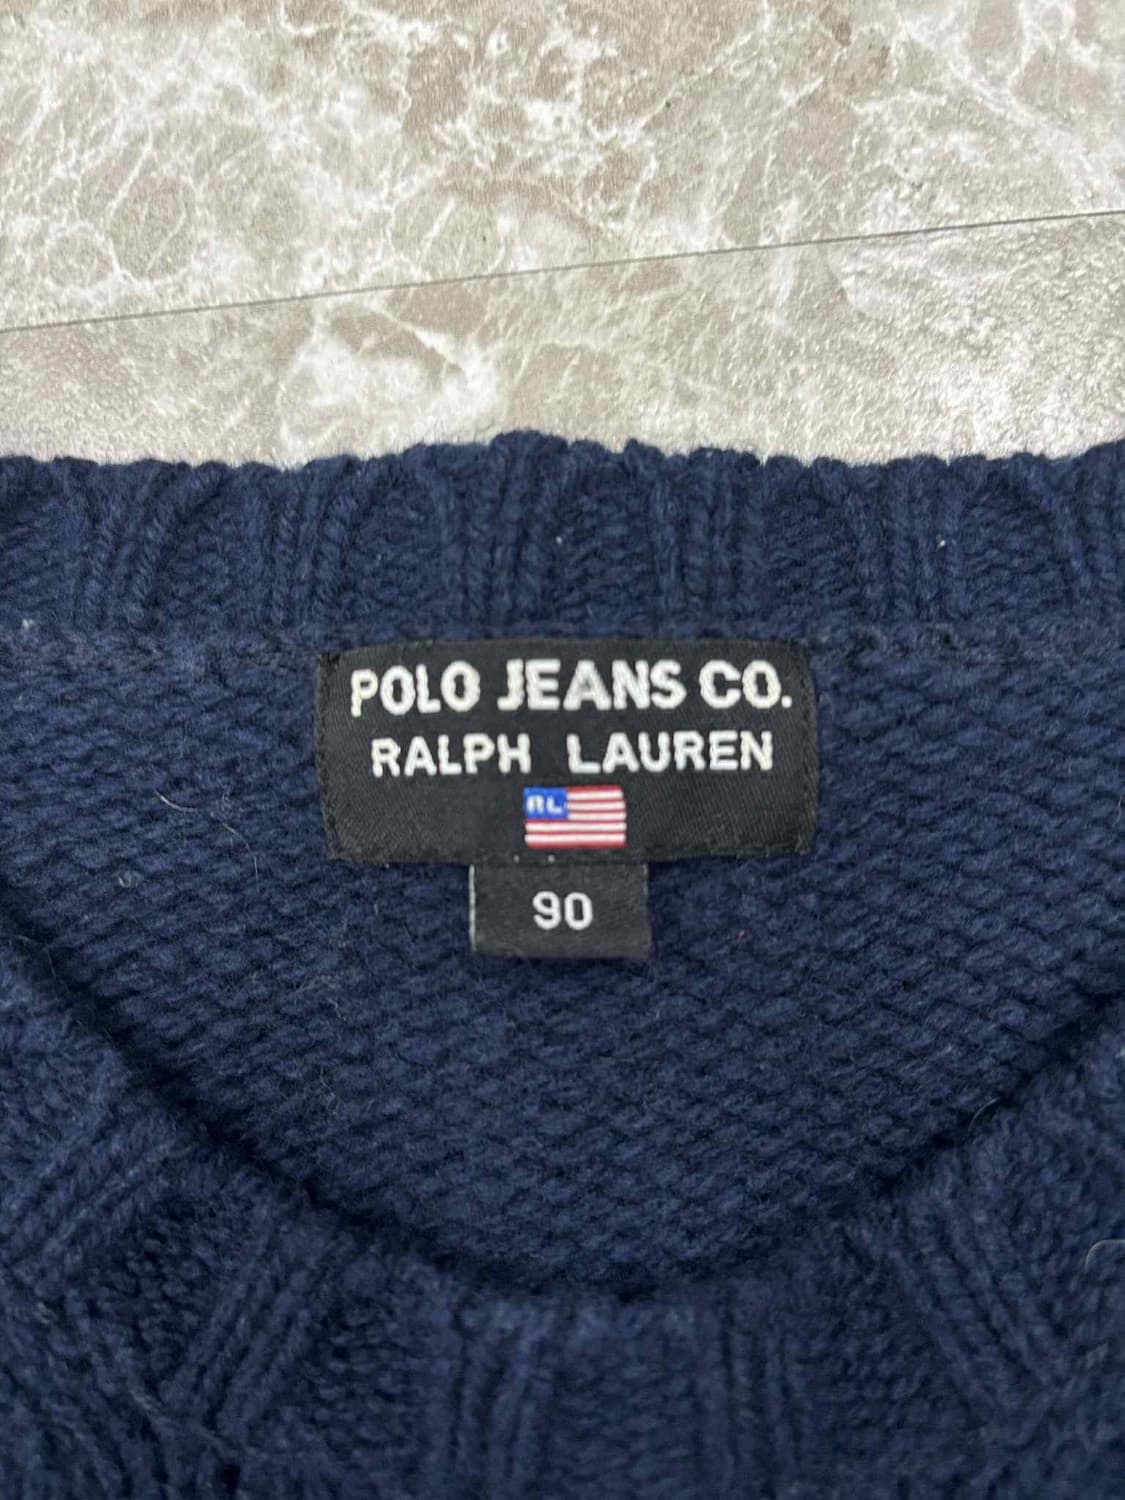 POLO JEANS CO.
RALPH LAUREN
RL
90